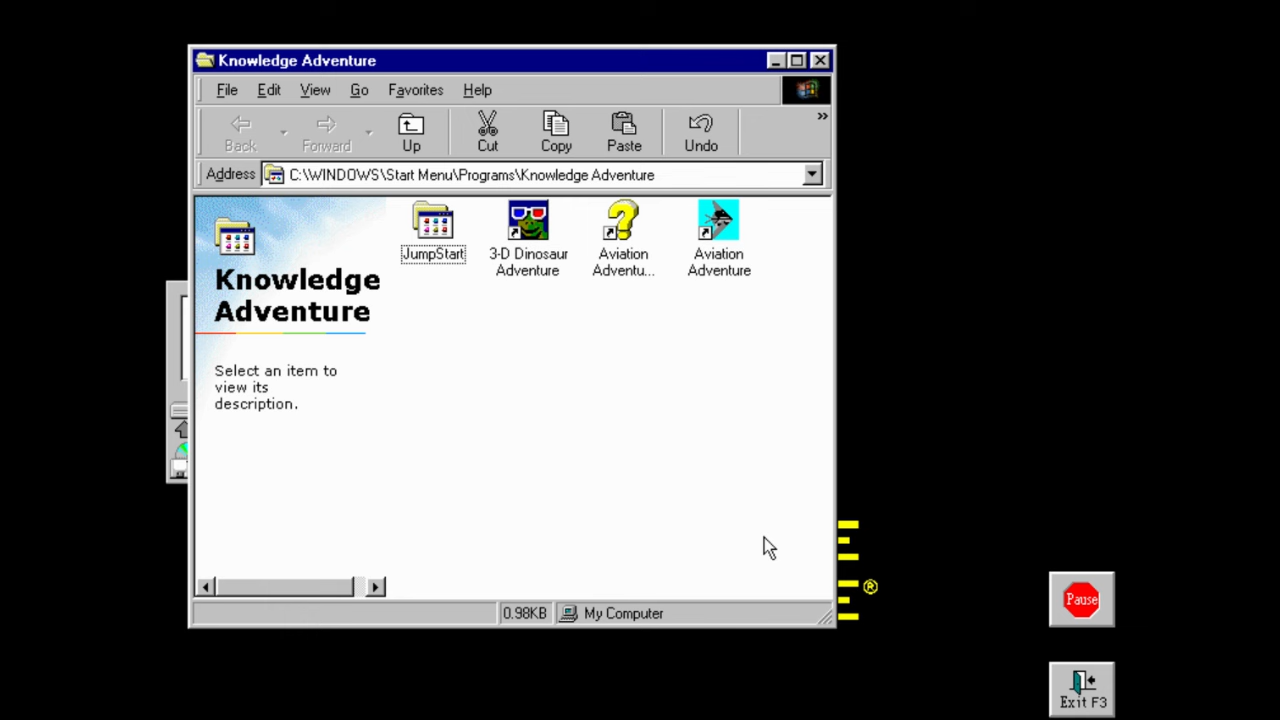 Knowledge Adventure
File Edit View Go Favorites Help
Back Forward Up Cut Copy Paste Undo
Address C:\WINDOWS\Start Menu\Programs\Knowledge Adventure
JumpStart
3-D Dinosaur
Adventure
Aviation
Adventu...
Aviation
Adventure
Knowledge
Adventure
Select an item to
view its
description.
0.98KB My Computer
®
Pause
Exit F3